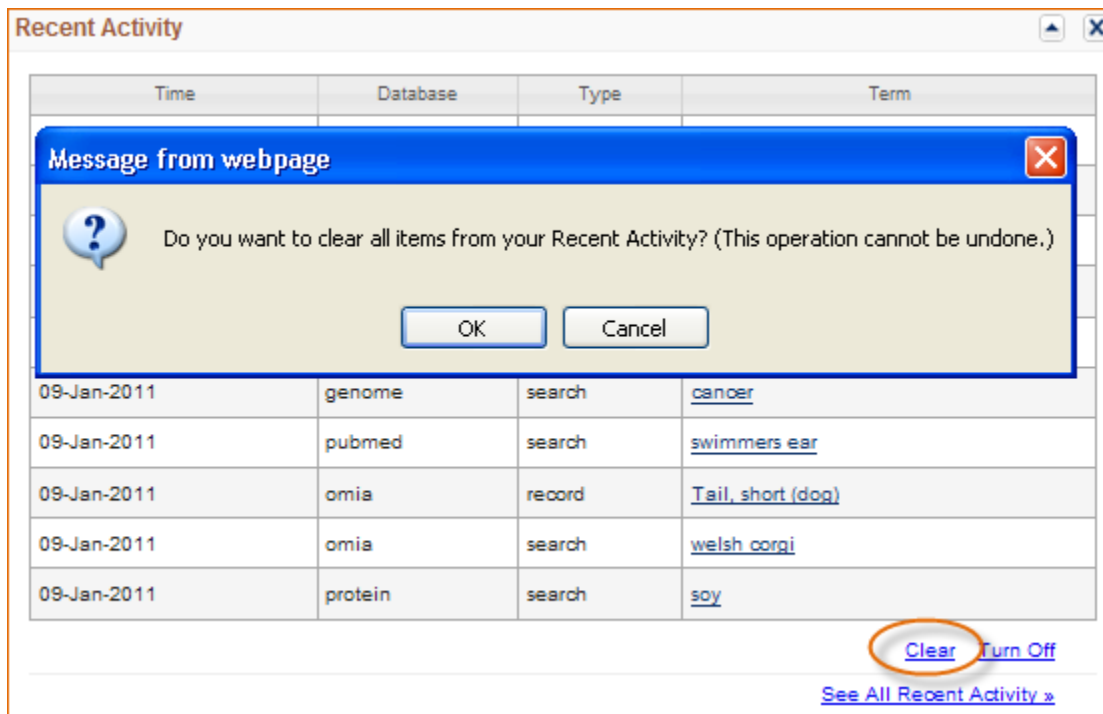 Recent Activity
Time Database Type Term
Message from webpage
Do you want to clear all items from your Recent Activity? (This operation cannot be undone.)
OK Cancel
09-Jan-2011 genome search cancer
09-Jan-2011 pubmed search swimmers ear
09-Jan-2011 omia record Tail, short (dog)
09-Jan-2011 omia search welsh corgi
09-Jan-2011 protein search soy
Clear Turn Off
See All Recent Activity »